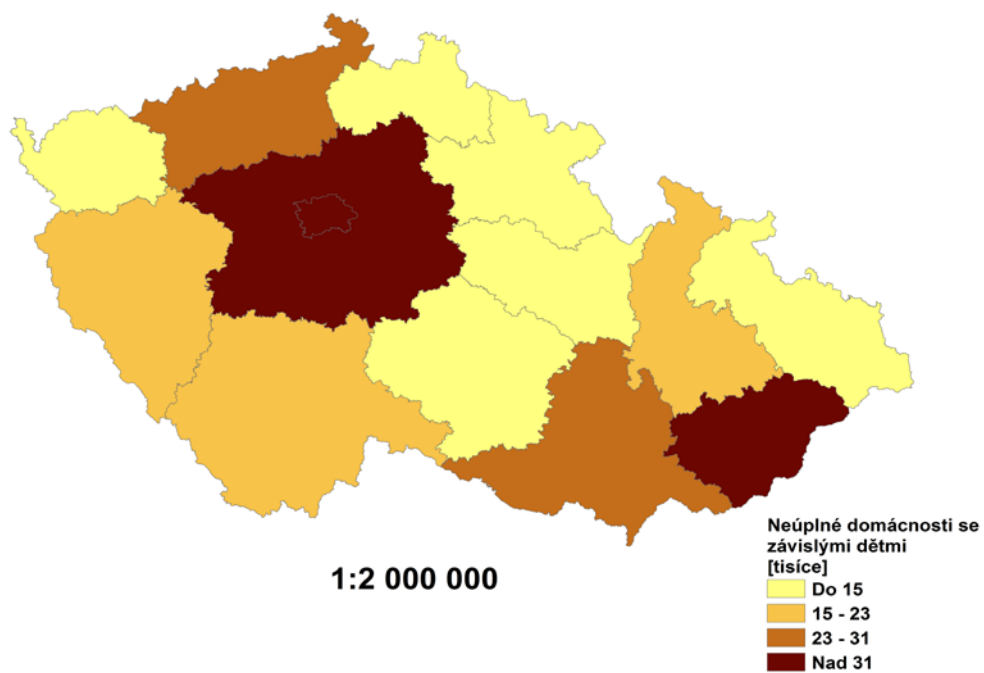 1:2 000 000
Neúplné domácnosti se
závislými dětmi
[tisíce]
Do 15
15 - 23
23 - 31
Nad 31